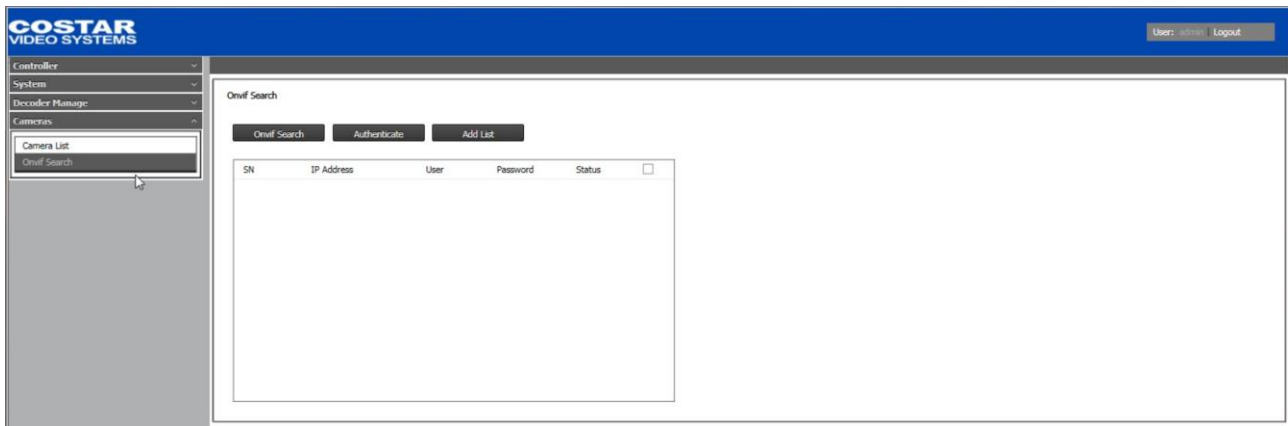 COSTAR
VIDEO SYSTEMS
User: admin | Logout
Controller
System
Decoder Manage
Cameras
Camera List
Onvif Search
Onvif Search
Onvif Search Authenticate Add List
SN IP Address User Password Status